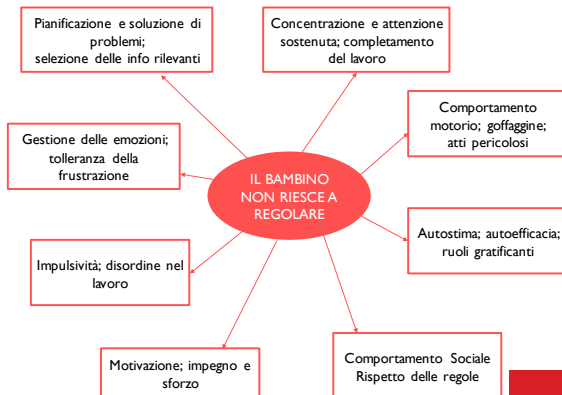 Pianificazione e soluzione di
problemi;
selezione delle info rilevanti
Concentrazione e attenzione
sostenuta; completamento
del lavoro
Comportamento
motorio; goffaggine;
atti pericolosi
Gestione delle emozioni;
tolleranza della
frustrazione
IL BAMBINO
NON RIESCE A
REGOLARE
Autostima; autoefficacia;
ruoli gratificanti
Impulsività; disordine nel
lavoro
Motivazione; impegno e
sforzo
Comportamento Sociale
Rispetto delle regole